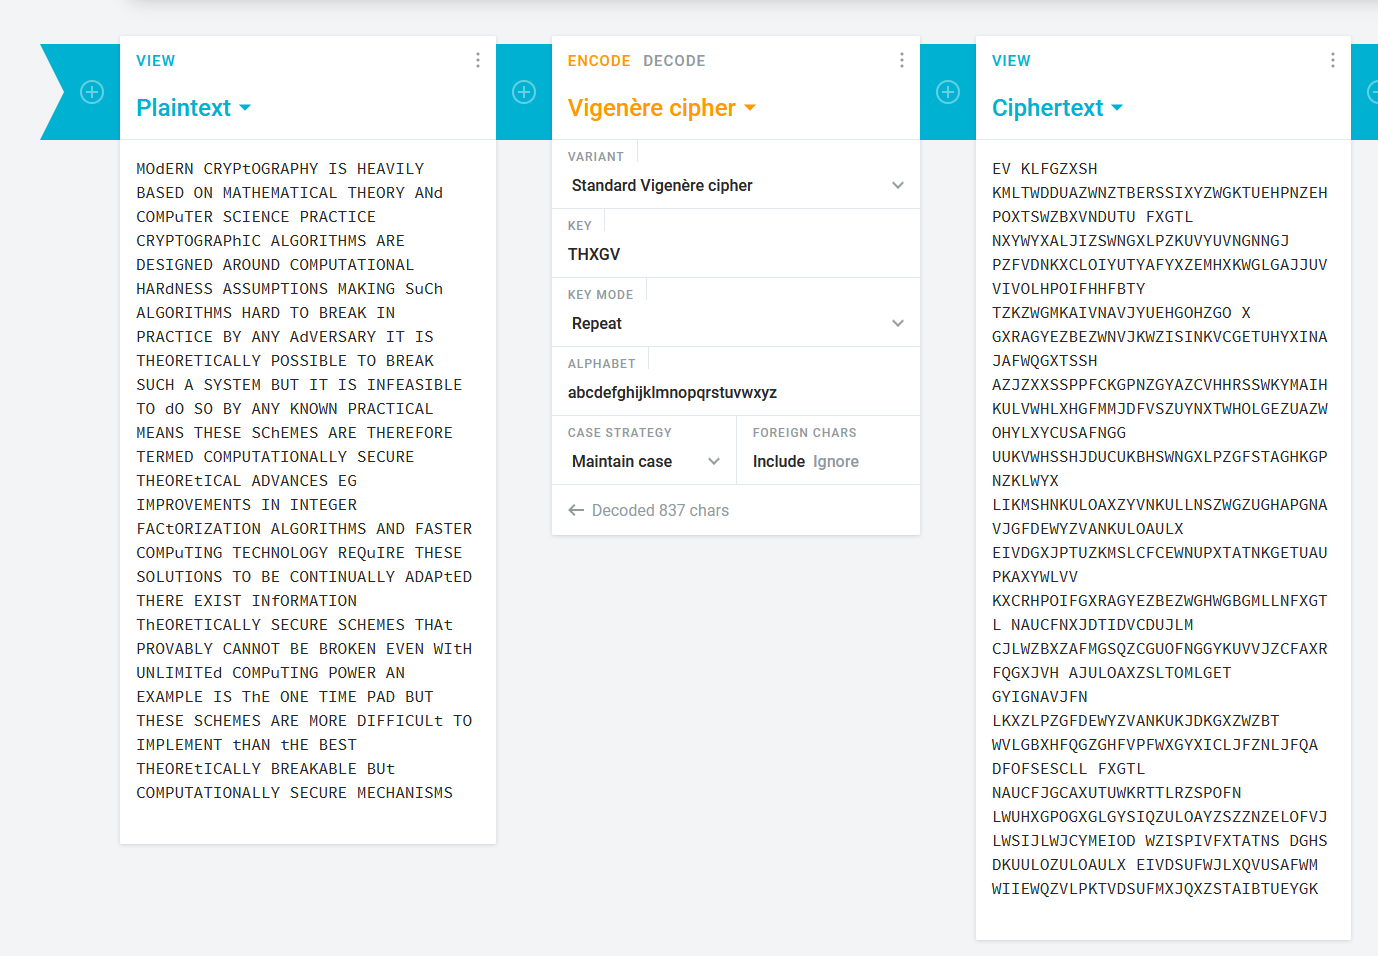 VIEW
Plaintext
MOdERN CRYPtOGRAPHY IS HEAVILY
BASED ON MATHEMATICAL THEORY ANd
COMPuTER SCIENCE PRACTICE
CRYPTOGRAPhIC ALGORITHMS ARE
DESIGNED AROUND COMPUTATIONAL
HARdNESS ASSUMPTIONS MAKING SuCh
ALGORITHMS HARD TO BREAK IN
PRACTICE BY ANY AdVERSARY IT IS
THEORETICALLY POSSIBLE TO BREAK
SUCH A SYSTEM BUT IT IS INFEASIBLE
TO dO SO BY ANY KNOWN PRACTICAL
MEANS THESE SChEMES ARE THEREFORE
TERMED COMPUTATIONALLY SECURE
THEOREtICAL ADVANCES EG
IMPROVEMENTS IN INTEGER
FACtORIZATION ALGORITHMS AND FASTER
COMPuTING TECHNOLOGY REQuIRE THESE
SOLUTIONS TO BE CONTINUALLY ADAPtED
THERE EXIST INfORMATION
ThEORETICALLY SECURE SCHEMES THAt
PROVABLY CANNOT BE BROKEN EVEN WItH
UNLIMITEd COMPuTING POWER AN
EXAMPLE IS ThE ONE TIME PAD BUT
THESE SCHEMES ARE MORE DIFFICULt TO
IMPLEMENT tHAN tHE BEST
THEOREtICALLY BREAKABLE BUt
COMPUTATIONALLY SECURE MECHANISMS
ENCODE DECODE
Vigenère cipher
VARIANT
Standard Vigenère cipher
KEY
THXGV
KEY MODE
Repeat
ALPHABET
abcdefghijklmnopqrstuvwxyz
CASE STRATEGY
Maintain case
FOREIGN CHARS
Include Ignore
← Decoded 837 chars
VIEW
Ciphertext
EV KLFGZXSH
KMLTWDDUAZWNZTBERSSIXYZWGKTUEHPNZEH
POXTSWZBXVNDUTU FXGTL
NXYWYXALJIZSWNGXLPZKUVYUVNGNNGJ
PZFVDNKXCLOIYUTYAFYXZEMHXKWGLGAJJUV
VIVOLHPOIFHHFBTY
TZKZWGMKAIVNAVJYUEHGOHZGO X
GXRAGYEZBEZWNVJKWZISINKVCGETUHYXINA
JAFWQGXTSSH
AZJZXXSSPPFCKGPNZGYAZCVHHRSSWKYMAIH
KULVWHLXHGFMMJDFVSZUYNXTWHOLGEZUAZW
OHYLXYCUSAFNGG
UUKVWHSSHJDUCUKBHSWNGXLPZGFSTAGHKGP
NZKLWYX
LIKMSHNKULOAXZYVNKULLNSZWGZUGHAPGNA
VJGFDEWYZVANKULOAULX
EIVDGXJPTUZKMSLCFCEWNUPXTATNKGETUAU
PKAXYWLVV
KXCRHPOIFGXRAGYEZBEZWGHWGBGMLLNFXGT
L NAUCFNXJDTIDVCDUJLM
CJLWZBXZAFMGSQZCGUOFNGGYKUVVJZCFAXR
FQGXJVH AJULOAXZSLTOMLGET
GYIGNAVJFN
LKXZLPZGFDEWYZVANKUKJDKGXZWZBT
WVLGBXHFQGZGHFVPFWXGYXICLJFZNLJFQA
DFOFSESCLL FXGTL
NAUCFJGCAXUTUWKRTTLRZSPOFN
LWUHXGPOGXGLGYSIQZULOAYZSZZNZELOFVJ
LWSIJLWJCYMEIOD WZISPIVFXTATNS DGHS
DKUULOZULOAULX EIVDSUFWJLXQVUSAFWM
WIIEWQZVLPKTVDSUFMXJQXZSTAIBTUEYGK